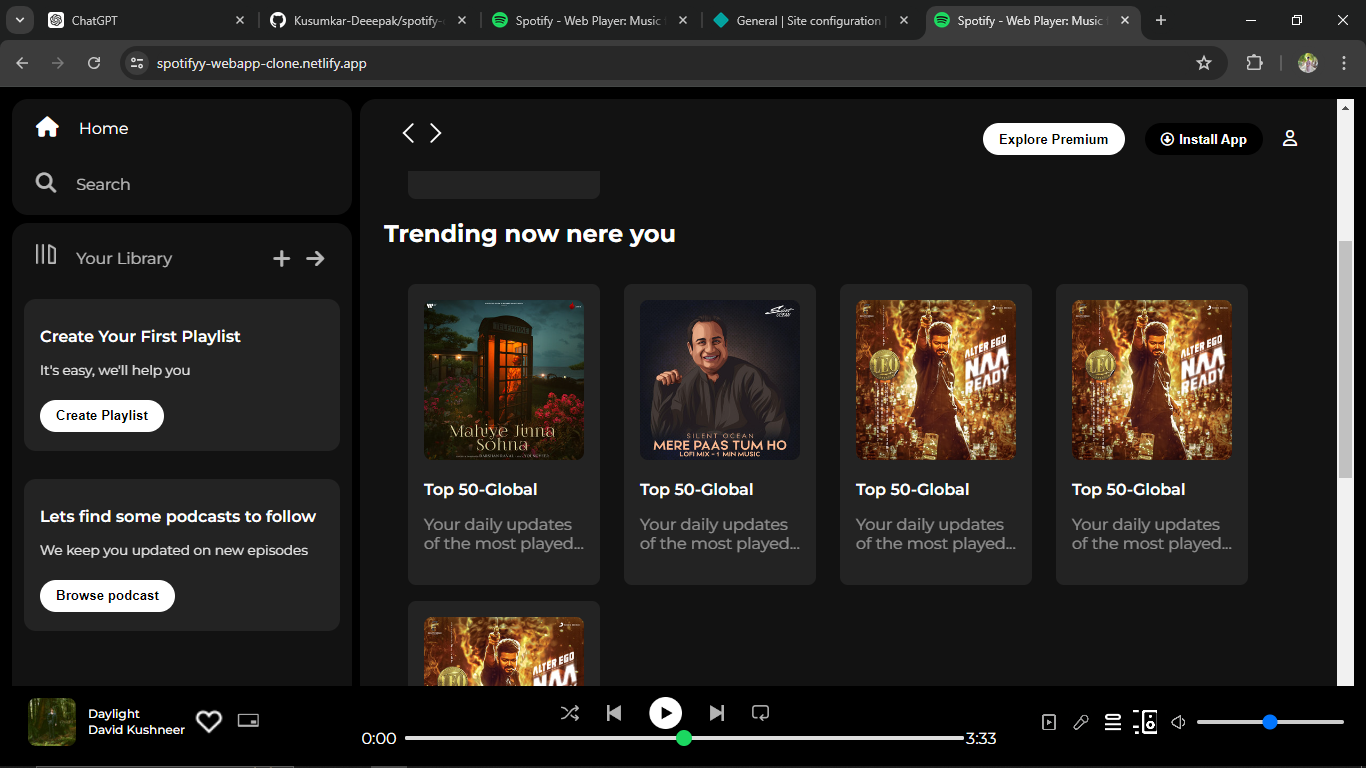 ChatGPT
Kusumkar-Deeepak/spotify-
Spotify - Web Player: Music
General | Site configuration
Spotify - Web Player: Music
spotifyy-webapp-clone.netlify.app
Home
Search
Your Library
Create Your First Playlist
It's easy, we'll help you
Create Playlist
Lets find some podcasts to follow
We keep you updated on new episodes
Browse podcast
Explore Premium
Install App
Trending now nere you
Mahiye Jinna
Sohna
SILENT OCEAN
MERE PAAS TUM HO
LOFI MIX - 1 MIN MUSIC
LEO
ALTER EGO
NAA
READY
LEO
ALTER EGO
NAA
READY
Top 50-Global
Top 50-Global
Top 50-Global
Top 50-Global
Your daily updates
of the most played...
Your daily updates
of the most played...
Your daily updates
of the most played...
Your daily updates
of the most played...
LEO
ALTER EGO
NAA
Daylight
David Kushneer
0:00
3:33